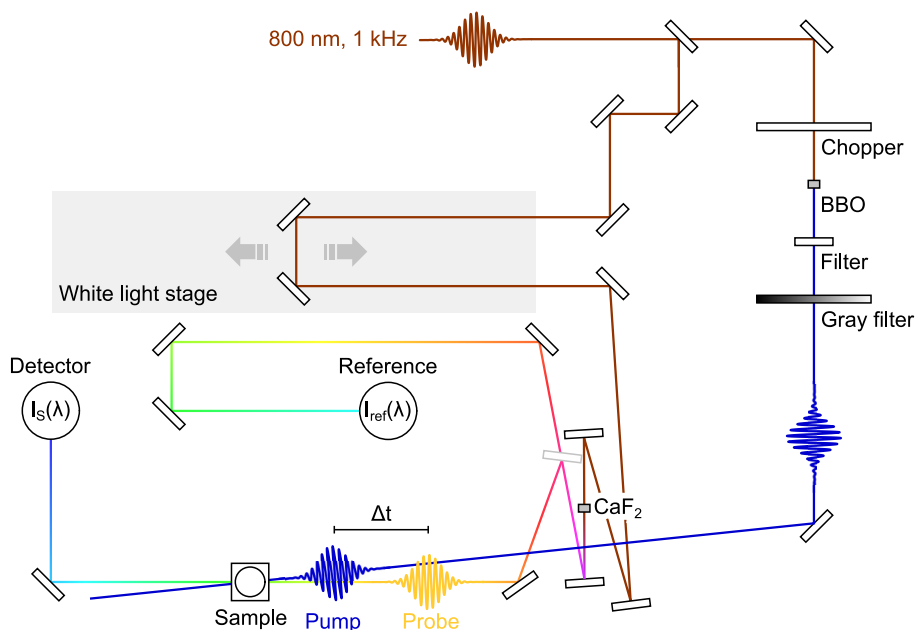 800 nm, 1 kHz
Chopper
BBO
Filter
Gray filter
White light stage
Detector
Reference
I_S(λ)
I_ref(λ)
CaF₂
Δt
Sample
Pump
Probe